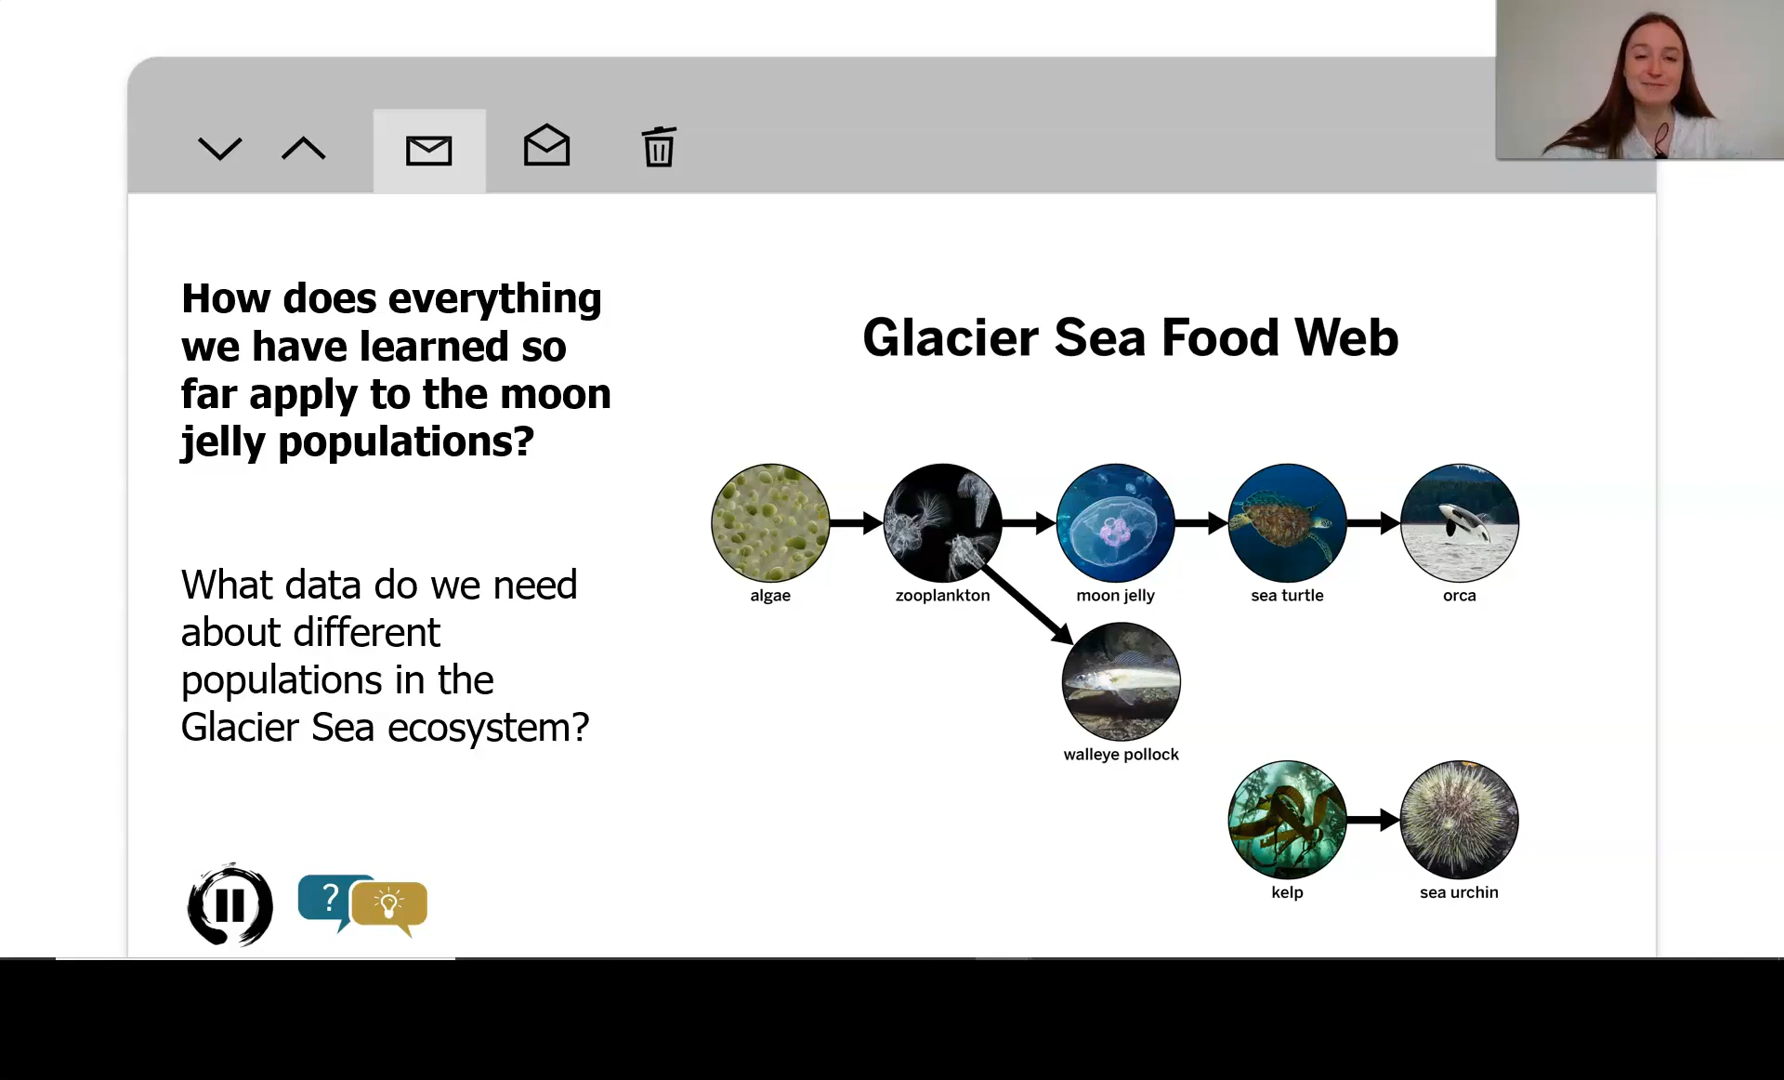 How does everything
we have learned so
far apply to the moon
jelly populations?
What data do we need
about different
populations in the
Glacier Sea ecosystem?
?
Glacier Sea Food Web
algae
zooplankton
moon jelly
sea turtle
orca
walleye pollock
kelp
sea urchin